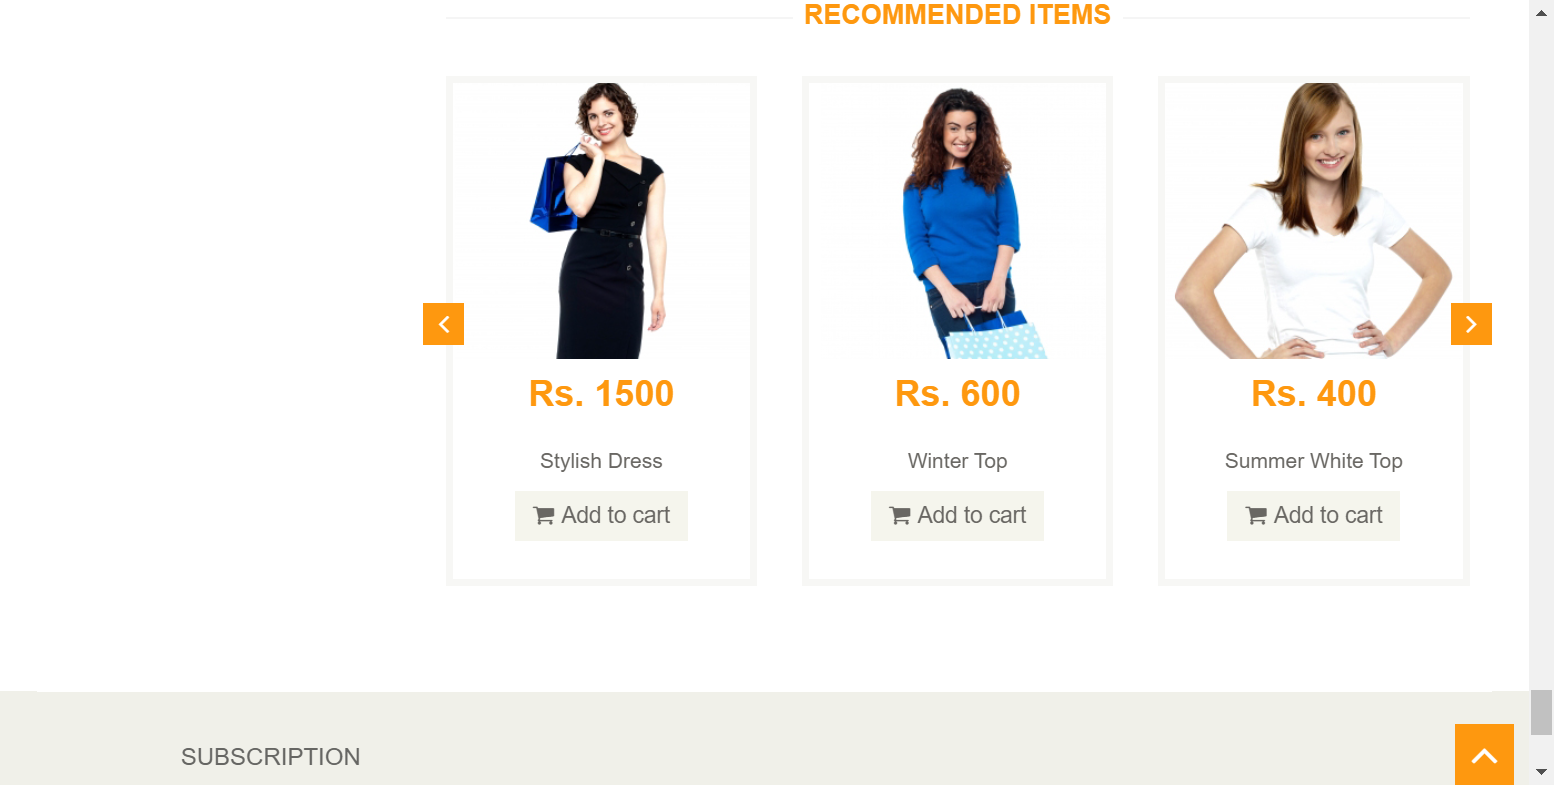 RECOMMENDED ITEMS
Rs. 1500
Stylish Dress
Add to cart
Rs. 600
Winter Top
Add to cart
Rs. 400
Summer White Top
Add to cart
SUBSCRIPTION